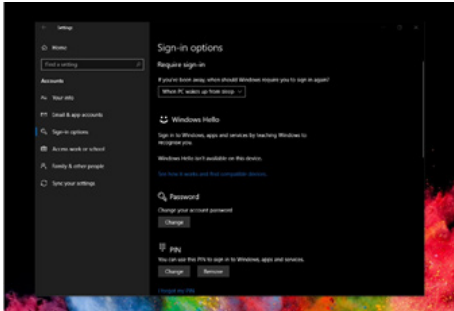 Settings
Home
Find a setting
Accounts
Your info
Email & app accounts
Sign-in options
Access work or school
Family & other people
Sync your settings
Sign-in options
Require sign-in
If you've been away, when should Windows require you to sign in again?
When PC wakes up from sleep
Windows Hello
Sign in to Windows, apps and services by teaching Windows to
recognize you.
Windows Hello isn't available on this device.
See how it works and find compatible devices.
Password
Change your account password
Change
PIN
You can use this PIN to sign in to Windows, apps and services.
Change Remove
I forgot my PIN